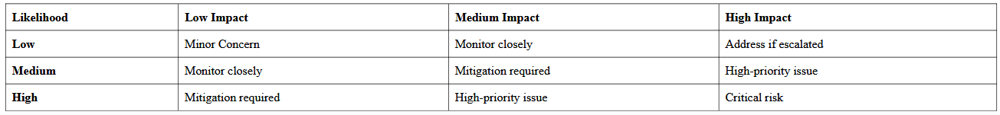 Likelihood Low Impact Medium Impact High Impact
Low Minor Concern Monitor closely Address if escalated
Medium Monitor closely Mitigation required High-priority issue
High Mitigation required High-priority issue Critical risk